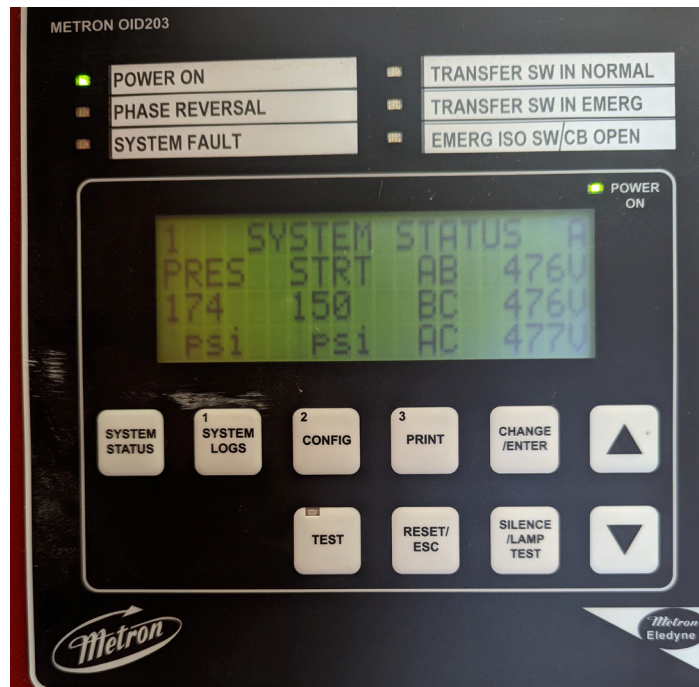 METRON OID203
POWER ON
PHASE REVERSAL
SYSTEM FAULT
TRANSFER SW IN NORMAL
TRANSFER SW IN EMERG
EMERG ISO SW/CB OPEN
POWER
ON
1 SYSTEM STATUS A
PRES STRT AB 476V
174 150 BC 476V
psi psi AC 477V
SYSTEM
STATUS
1
SYSTEM
LOGS
2
CONFIG
3
PRINT
CHANGE
/ENTER
TEST
RESET/
ESC
SILENCE
/LAMP
TEST
Metron
Metron
Eledyne